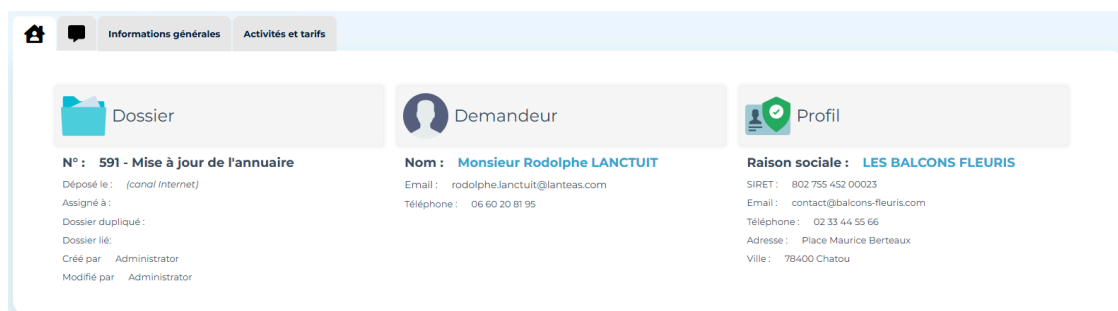 Informations générales
Activités et tarifs
Dossier
N° : 591 - Mise à jour de l'annuaire
Déposé le : (canal Internet)
Assigné à :
Dossier dupliqué :
Dossier lié:
Créé par Administrator
Modifié par Administrator
Demandeur
Nom : Monsieur Rodolphe LANCTUIT
Email : rodolphe.lanctuit@lanteas.com
Téléphone : 06 60 20 81 95
Profil
Raison sociale : LES BALCONS FLEURIS
SIRET : 802 755 452 00023
Email : contact@balcons-fleuris.com
Téléphone : 02 33 44 55 66
Adresse : Place Maurice Berteaux
Ville : 78400 Chatou